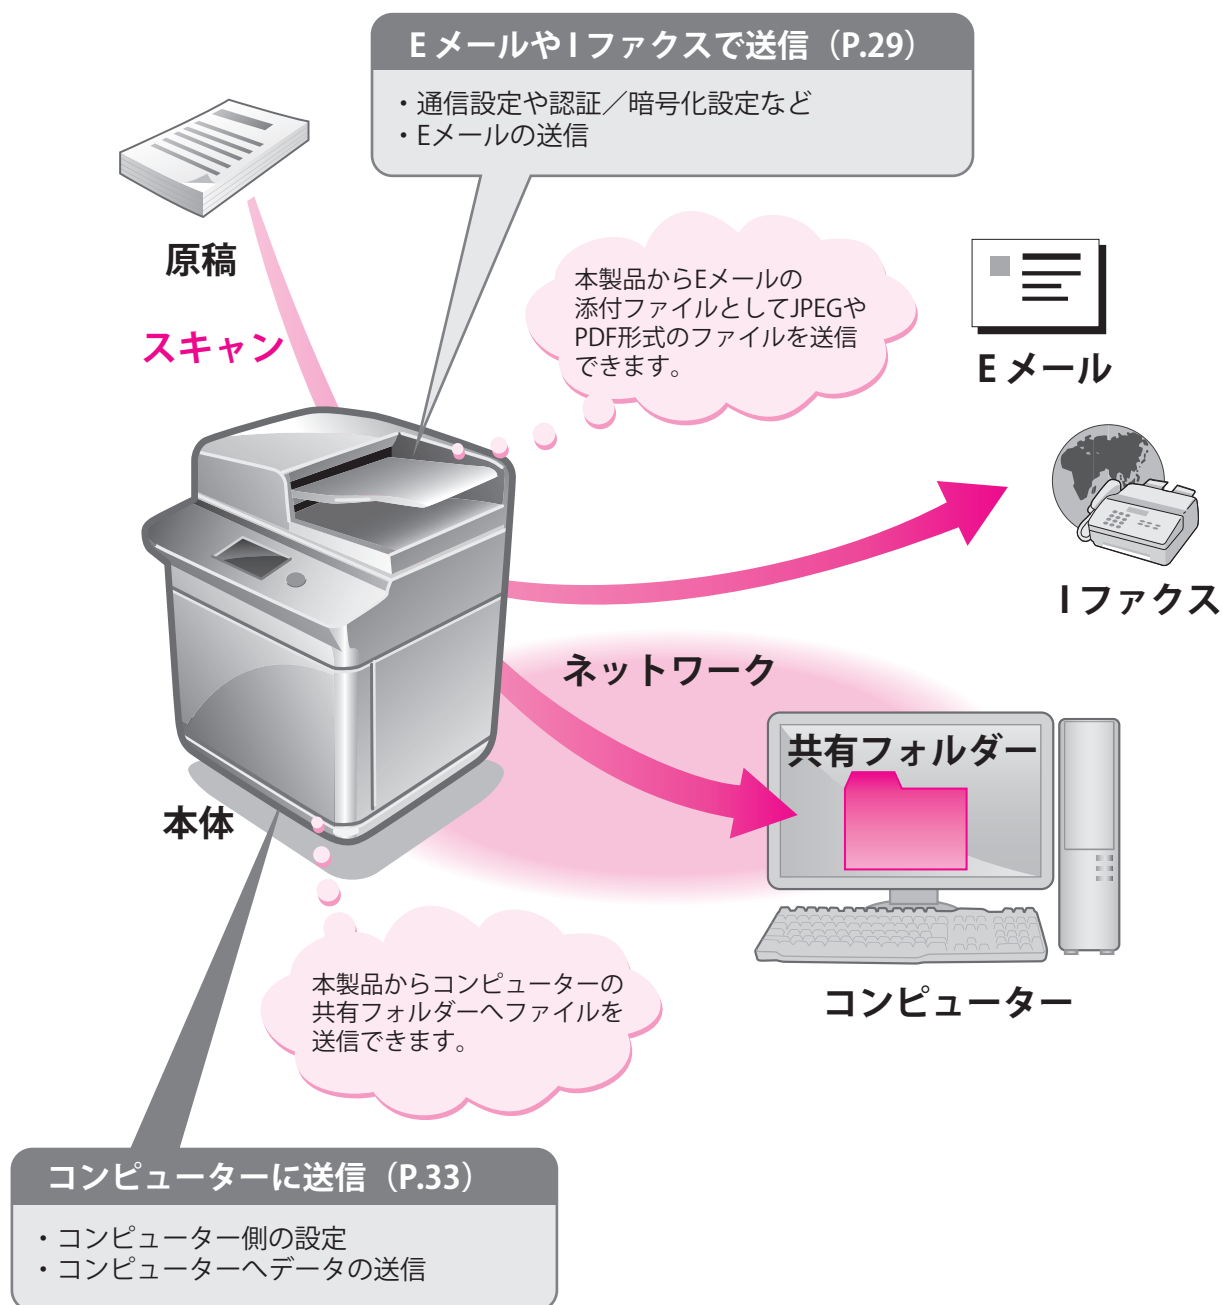 E メールや I ファクスで送信（P.29）
・通信設定や認証／暗号化設定など
・Eメールの送信
原稿
スキャン
本製品からEメールの
添付ファイルとしてJPEGや
PDF形式のファイルを送信
できます。
E メール
I ファクス
ネットワーク
共有フォルダー
本体
コンピューター
本製品からコンピューターの
共有フォルダーへファイルを
送信できます。
コンピューターに送信（P.33）
・コンピューター側の設定
・コンピューターへデータの送信